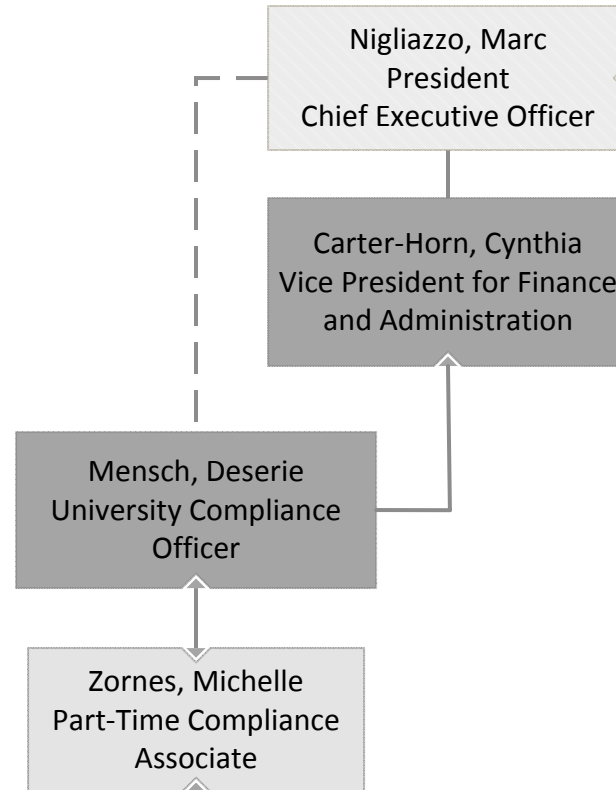 Nigliazzo, Marc
President
Chief Executive Officer
Carter-Horn, Cynthia
Vice President for Finance
and Administration
Mensch, Deserie
University Compliance
Officer
Zornes, Michelle
Part-Time Compliance
Associate